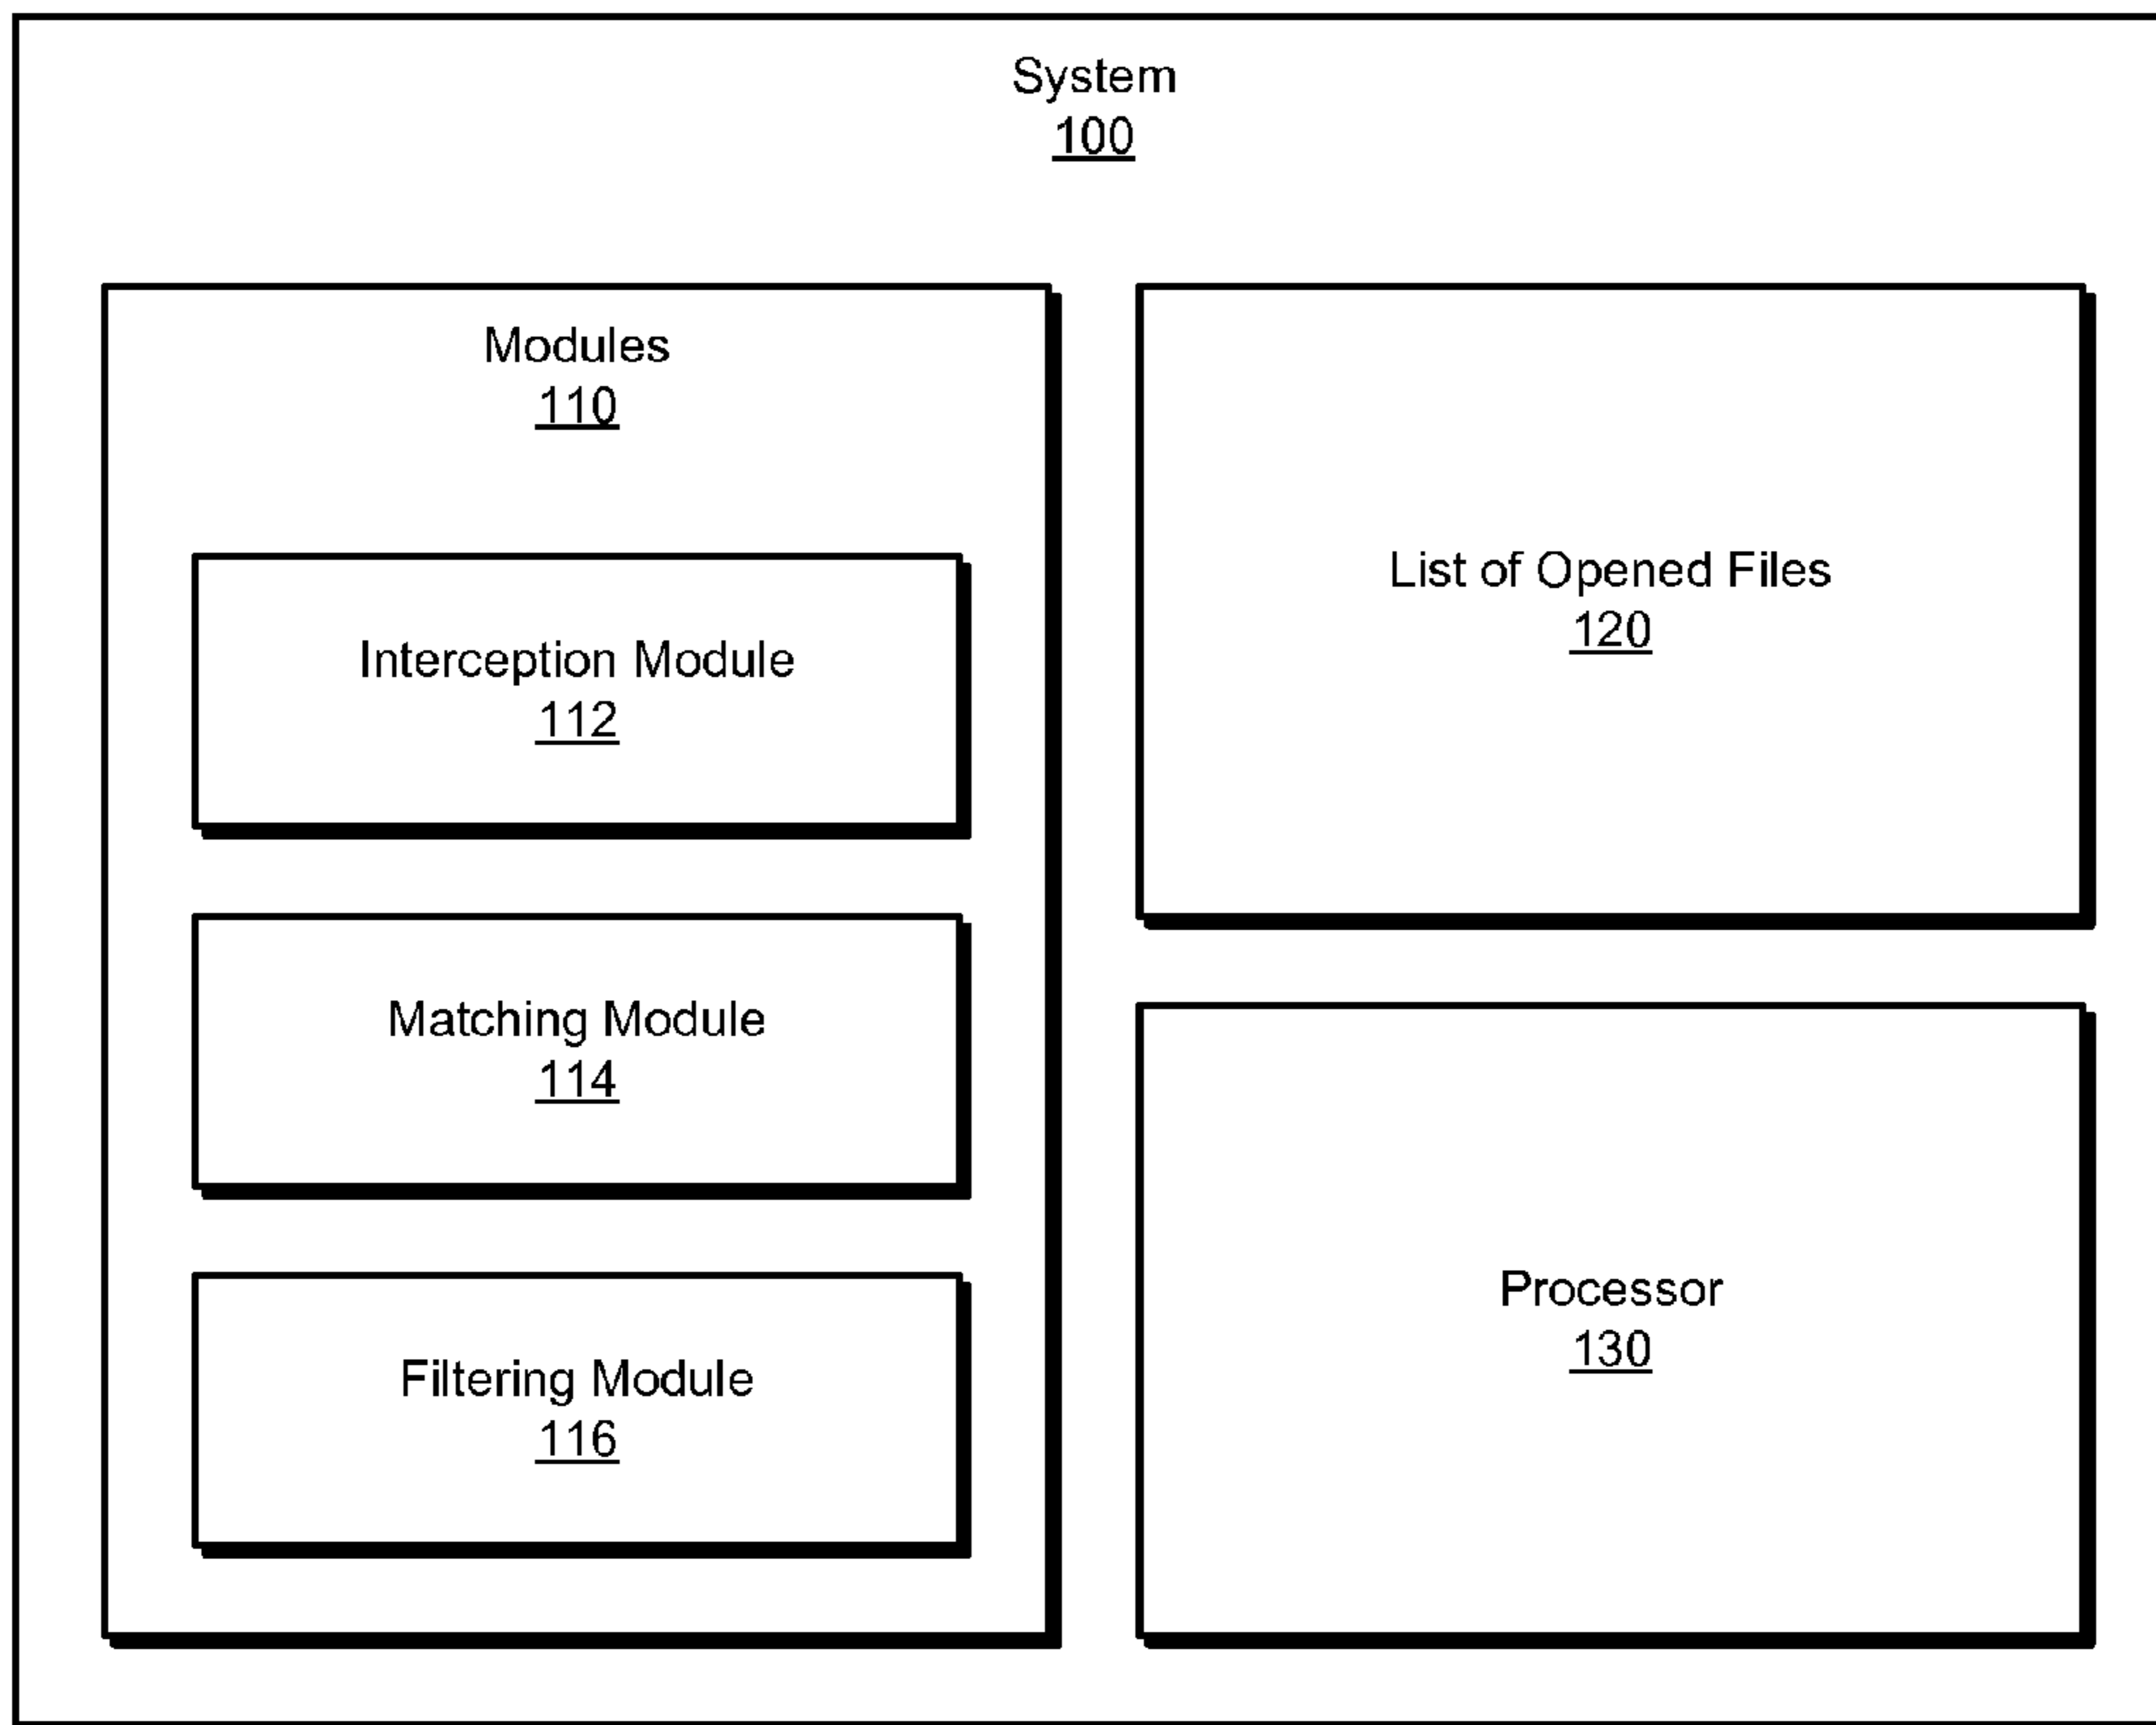 System
100
Modules
110
Interception Module
112
Matching Module
114
Filtering Module
116
List of Opened Files
120
Processor
130